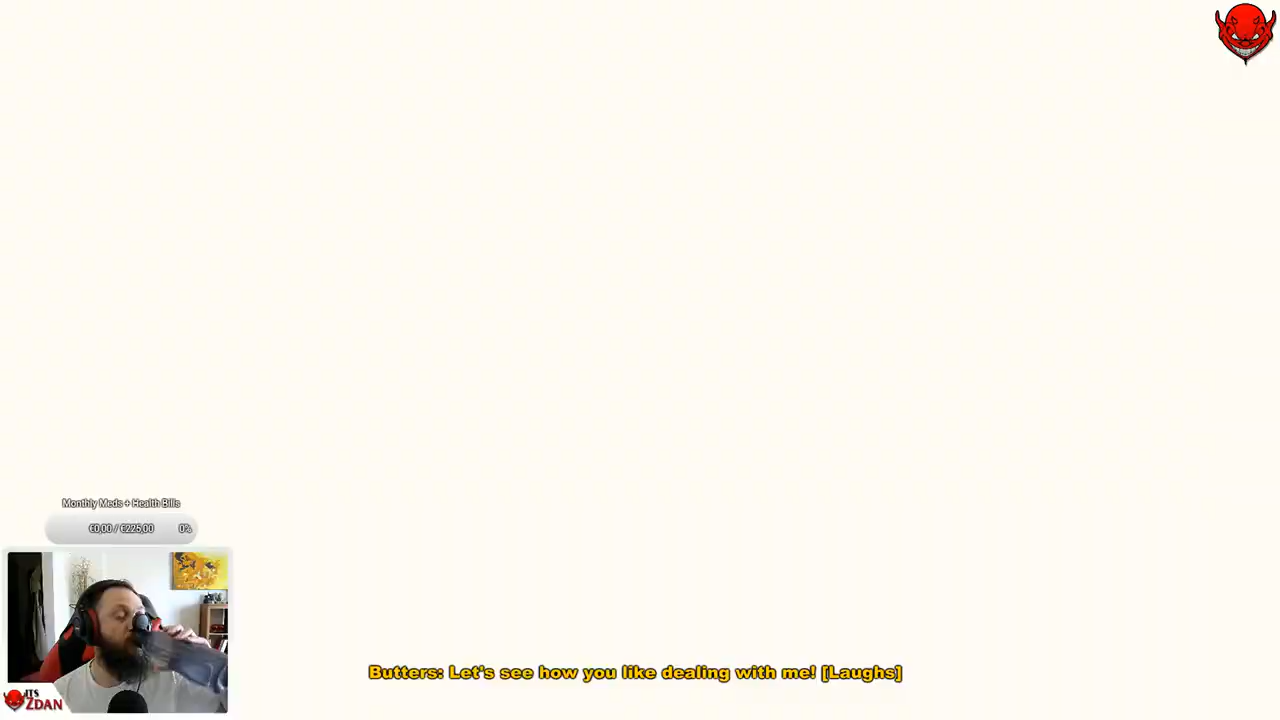 Monthly Meds + Health Bills
€0,00 / €225,00 0%
ITS
ZDAN
Butters: Let's see how you like dealing with me! [Laughs]